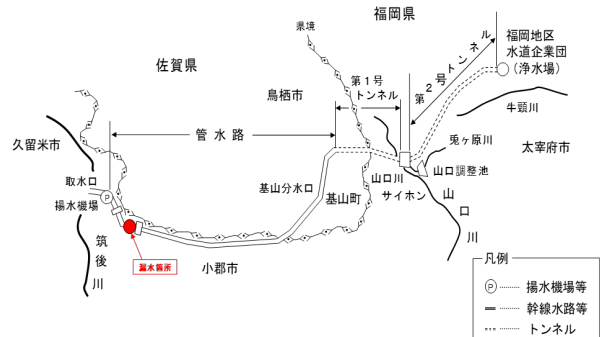 福岡県
県境
佐賀県
鳥栖市
第1号
トンネル
第2号トンネル
福岡地区
水道企業団
(浄水場)
牛頸川
兎ヶ原川
太宰府市
管水路
久留米市
取水口
揚水機場
P
基山分水口
基山町
山口川
サイホン
山口調整池
山口川
筑後川
漏水箇所
小郡市
凡例
P 揚水機場等
幹線水路等
トンネル